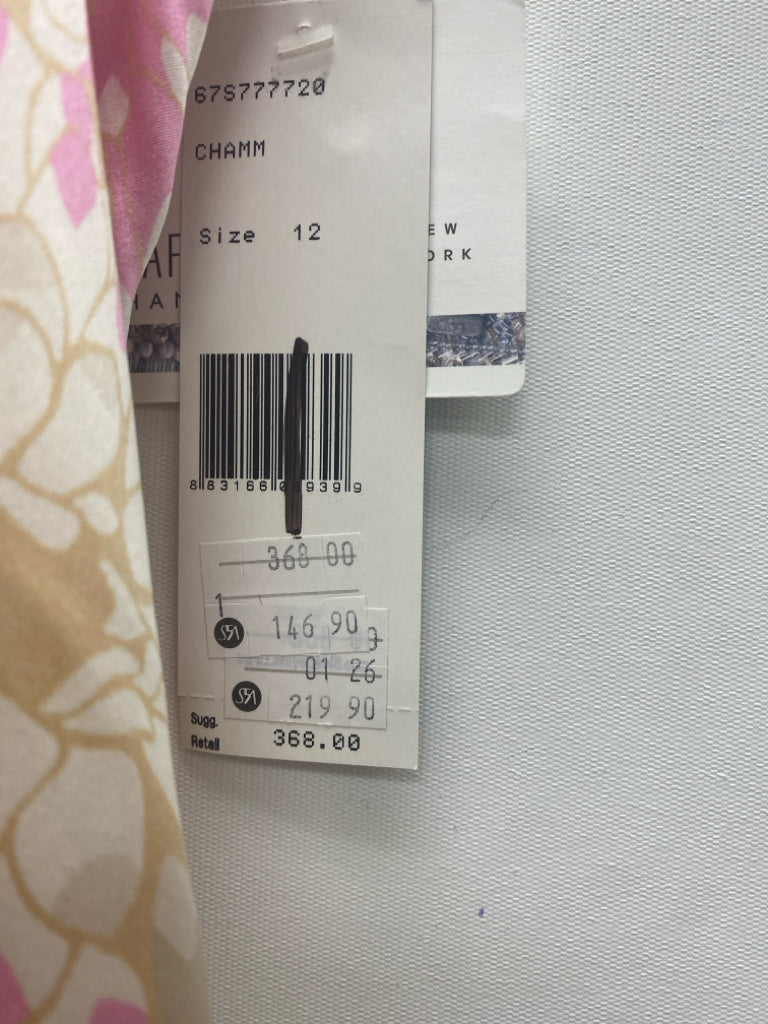 67S777720
CHAMM
Size 12
EW
ORK
368 00
1
146 90
01 26
219 90
Sugg.
Retail 368.00